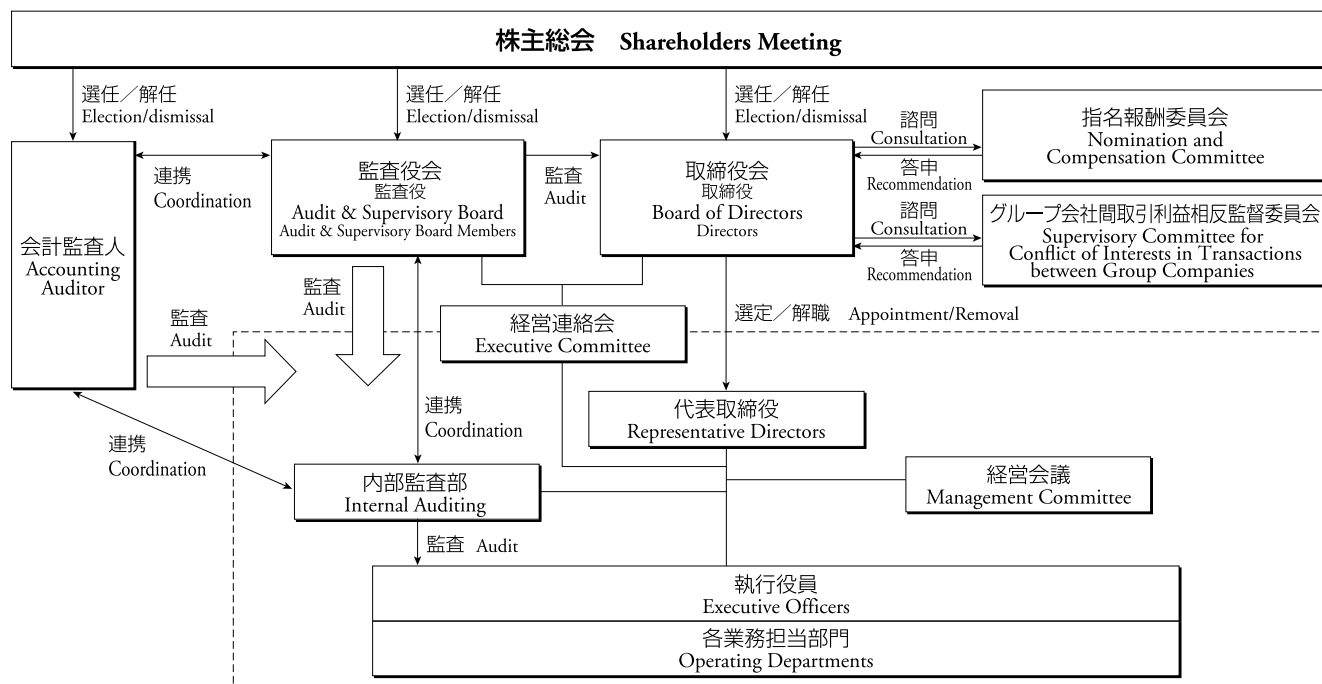 株主総会 Shareholders Meeting
選任／解任
Election/dismissal
選任／解任
Election/dismissal
選任／解任
Election/dismissal
会計監査人
Accounting
Auditor
連携
Coordination
監査役会
監査役
Audit & Supervisory Board
Audit & Supervisory Board Members
監査
Audit
取締役会
取締役
Board of Directors
Directors
諮問
Consultation
答申
Recommendation
指名報酬委員会
Nomination and
Compensation Committee
諮問
Consultation
答申
Recommendation
グループ会社間取引利益相反監督委員会
Supervisory Committee for
Conflict of Interests in Transactions
between Group Companies
監査
Audit
監査
Audit
経営連絡会
Executive Committee
選定／解職 Appointment/Removal
連携
Coordination
連携
Coordination
代表取締役
Representative Directors
内部監査部
Internal Auditing
経営会議
Management Committee
監査 Audit
執行役員
Executive Officers
各業務担当部門
Operating Departments